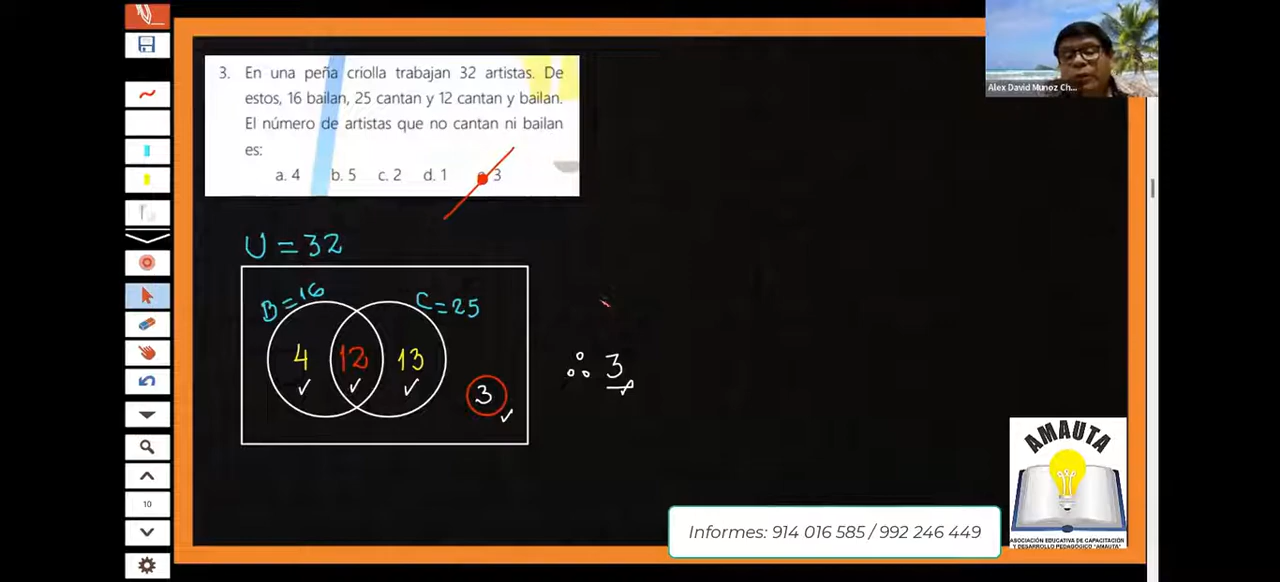 3. En una peña criolla trabajan 32 artistas. De
estos, 16 bailan, 25 cantan y 12 cantan y bailan.
El número de artistas que no cantan ni bailan
es:
a. 4 b. 5 c. 2 d. 1 e. 3
U = 32
B = 16 C = 25
4 12 13
3
∴ 3
Alex David Munoz Ch...
10
AMAUTA
ASOCIACIÓN EDUCATIVA DE CAPACITACIÓN
Y DESARROLLO PEDAGÓGICO "AMAUTA"
Informes: 914 016 585 / 992 246 449